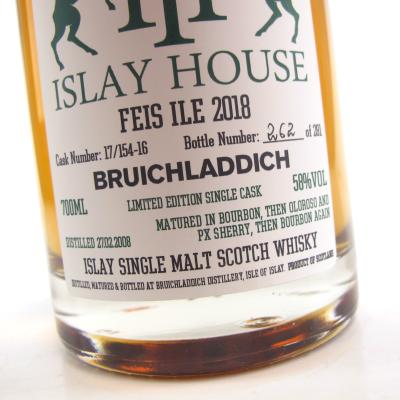 ISLAY HOUSE
FEIS ILE 2018
Cask Number: 17/154-16 Bottle Number: 262 of 281
BRUICHLADDICH
700ML LIMITED EDITION SINGLE CASK 58%VOL
MATURED IN BOURBON, THEN OLOROSO AND
PX SHERRY, THEN BOURBON AGAIN
DISTILLED 27.02.2008
ISLAY SINGLE MALT SCOTCH WHISKY
DISTILLED, MATURED & BOTTLED AT BRUICHLADDICH DISTILLERY, ISLE OF ISLAY. PRODUCT OF SCOTLAND